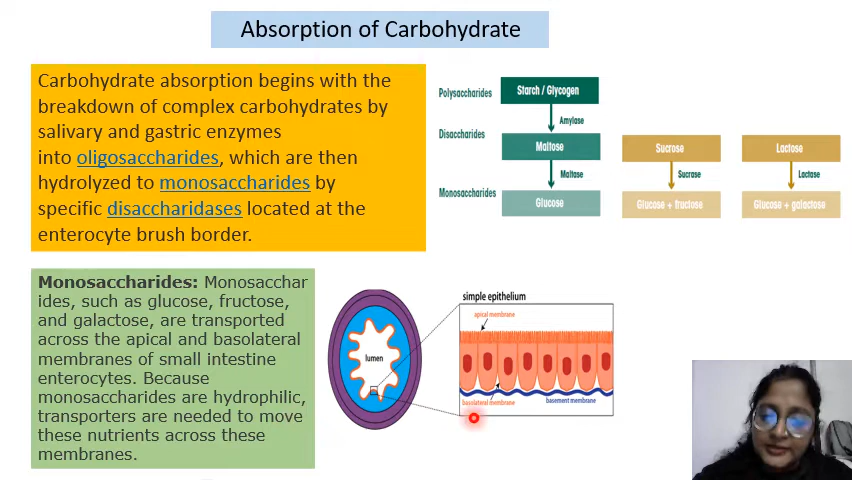 Absorption of Carbohydrate
Carbohydrate absorption begins with the
breakdown of complex carbohydrates by
salivary and gastric enzymes
into oligosaccharides, which are then
hydrolyzed to monosaccharides by
specific disaccharidases located at the
enterocyte brush border.
Polysaccharides
Starch / Glycogen
Amylase
Disaccharides
Maltose
Sucrose
Lactose
Maltase
Sucrase
Lactase
Monosaccharides
Glucose
Glucose + fructose
Glucose + galactose
Monosaccharides: Monosacchar
ides, such as glucose, fructose,
and galactose, are transported
across the apical and basolateral
membranes of small intestine
enterocytes. Because
monosaccharides are hydrophilic,
transporters are needed to move
these nutrients across these
membranes.
lumen
simple epithelium
apical membrane
basolateral membrane
basement membrane